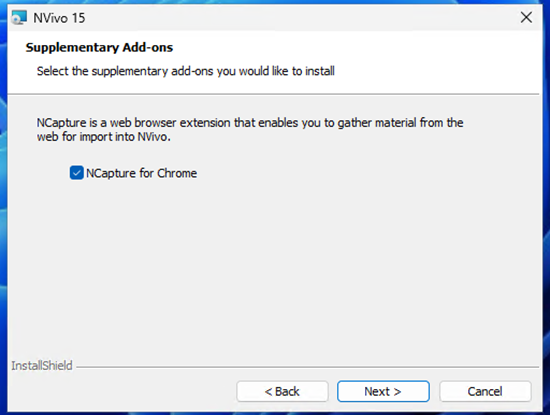 NVivo 15
Supplementary Add-ons
Select the supplementary add-ons you would like to install
NCapture is a web browser extension that enables you to gather material from the
web for import into NVivo.
NCapture for Chrome
InstallShield
< Back Next > Cancel